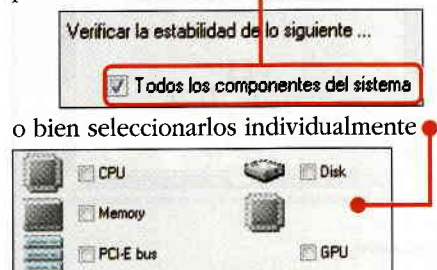 Verificar la estabilidad de lo siguiente ...
Todos los componentes del sistema
o bien seleccionarlos individualmente
CPU
Disk
Memory
PCI-E bus
GPU